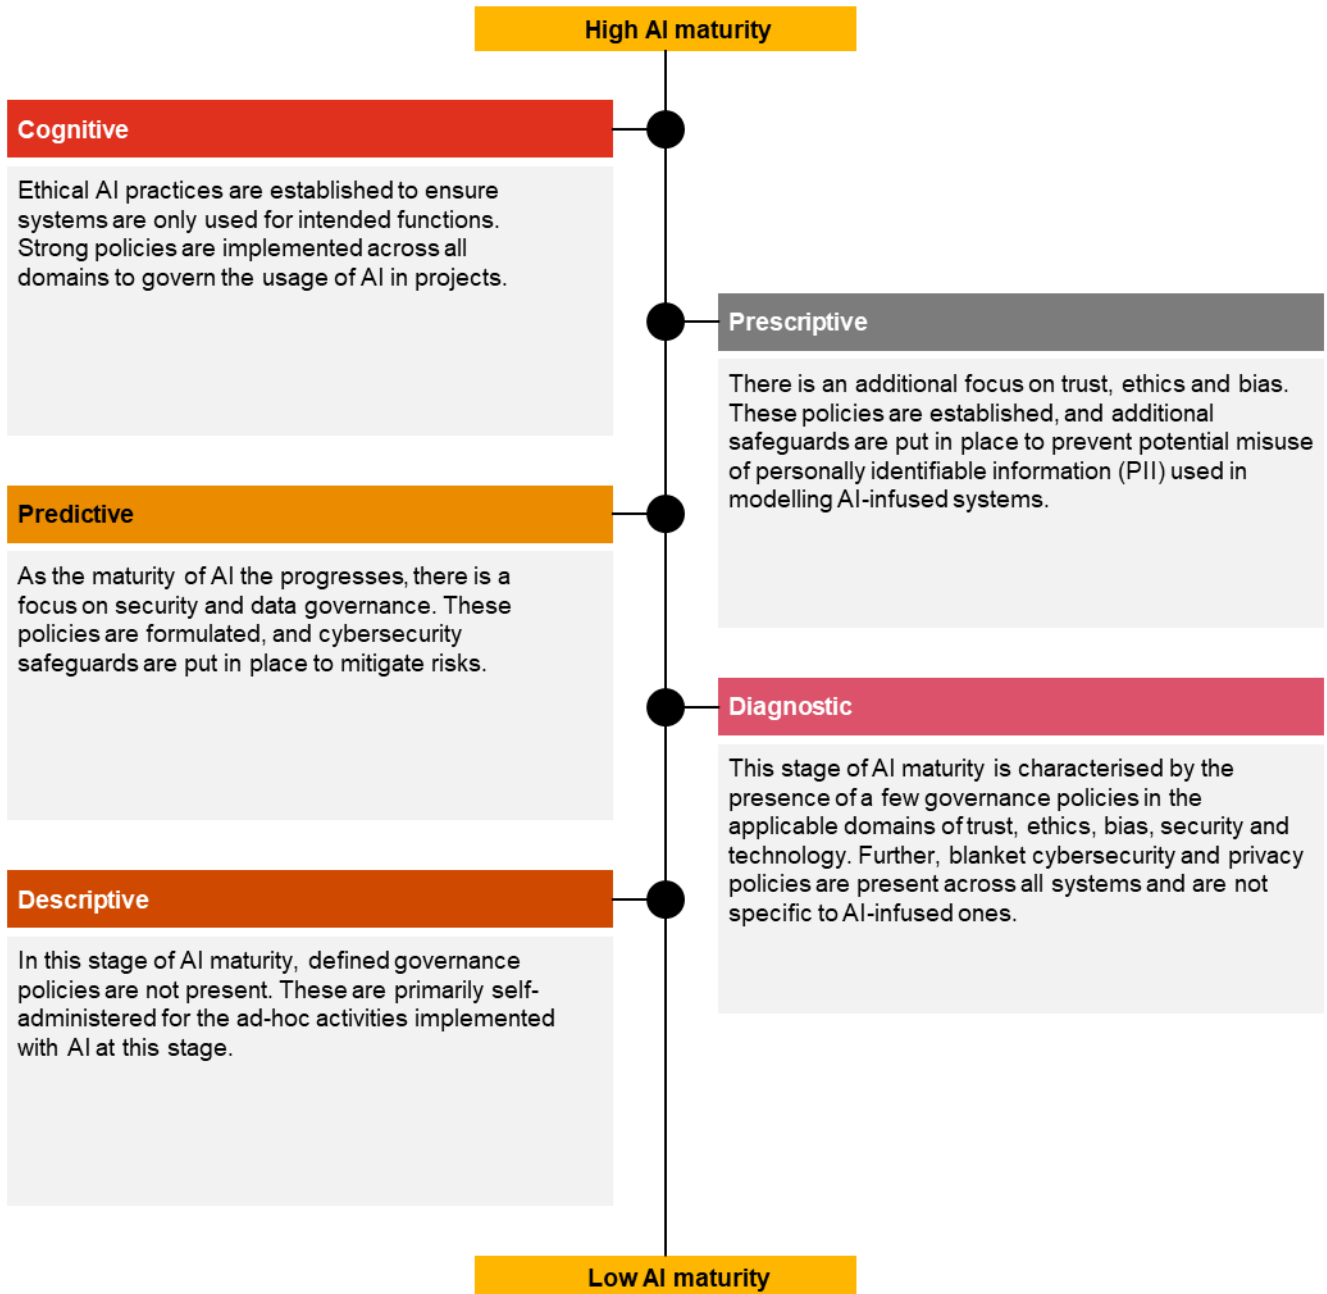 High AI maturity
Cognitive
Ethical AI practices are established to ensure
systems are only used for intended functions.
Strong policies are implemented across all
domains to govern the usage of AI in projects.
Prescriptive
There is an additional focus on trust, ethics and bias.
These policies are established, and additional
safeguards are put in place to prevent potential misuse
of personally identifiable information (PII) used in
modelling AI-infused systems.
Predictive
As the maturity of AI the progresses, there is a
focus on security and data governance. These
policies are formulated, and cybersecurity
safeguards are put in place to mitigate risks.
Diagnostic
This stage of AI maturity is characterised by the
presence of a few governance policies in the
applicable domains of trust, ethics, bias, security and
technology. Further, blanket cybersecurity and privacy
policies are present across all systems and are not
specific to AI-infused ones.
Descriptive
In this stage of AI maturity, defined governance
policies are not present. These are primarily self-
administered for the ad-hoc activities implemented
with AI at this stage.
Low AI maturity